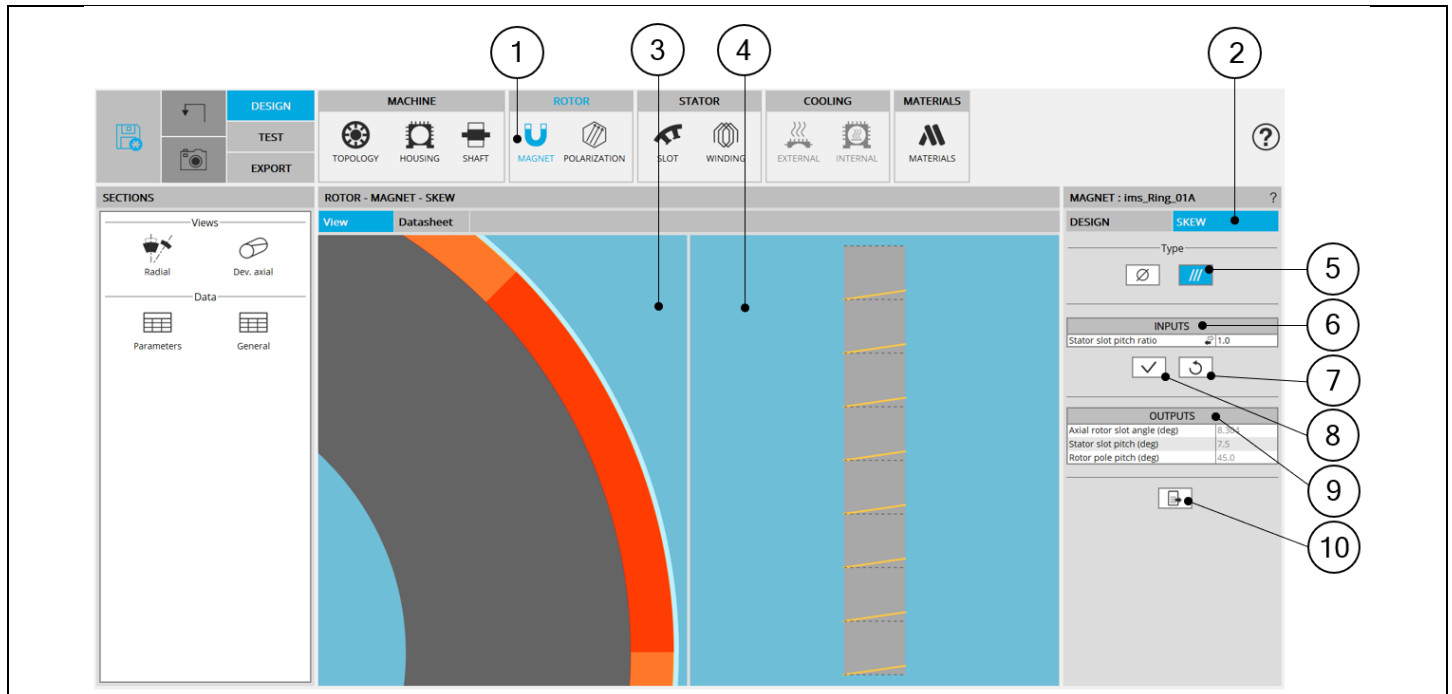 1
3
4
2
DESIGN
TEST
EXPORT
MACHINE
ROTOR
STATOR
COOLING
MATERIALS
TOPOLOGY
HOUSING
SHAFT
MAGNET
POLARIZATION
SLOT
WINDING
EXTERNAL
INTERNAL
MATERIALS
?
SECTIONS
Views
Radial
Dev. axial
Data
Parameters
General
ROTOR - MAGNET - SKEW
View
Datasheet
MAGNET : ims_Ring_01A
?
DESIGN
SKEW
Type
5
INPUTS
6
Stator slot pitch ratio
1.0
7
8
OUTPUTS
Axial rotor slot angle (deg)
Stator slot pitch (deg)
7.5
Rotor pole pitch (deg)
45.0
9
10